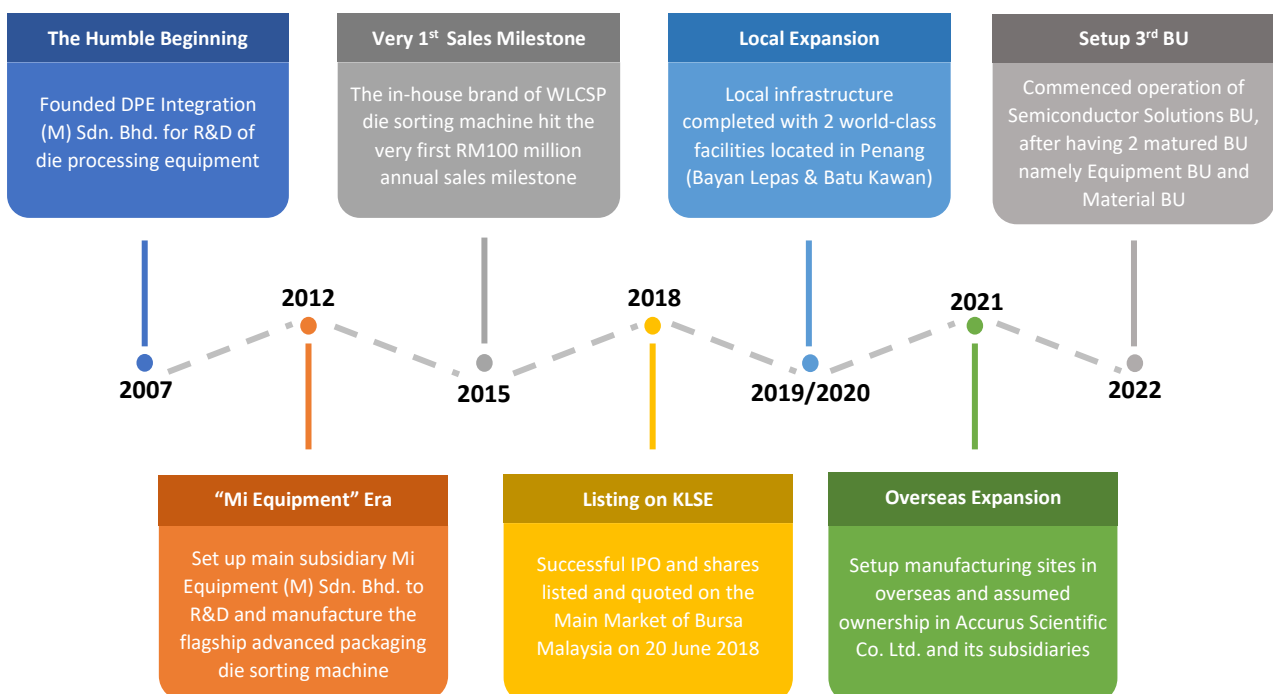 The Humble Beginning
Founded DPE Integration
(M) Sdn. Bhd. for R&D of
die processing equipment
Very 1st Sales Milestone
The in-house brand of WLCSP
die sorting machine hit the
very first RM100 million
annual sales milestone
Local Expansion
Local infrastructure
completed with 2 world-class
facilities located in Penang
(Bayan Lepas & Batu Kawan)
Setup 3rd BU
Commenced operation of
Semiconductor Solutions BU,
after having 2 matured BU
namely Equipment BU and
Material BU
2007
2012
2015
2018
2019/2020
2021
2022
“Mi Equipment” Era
Set up main subsidiary Mi
Equipment (M) Sdn. Bhd. to
R&D and manufacture the
flagship advanced packaging
die sorting machine
Listing on KLSE
Successful IPO and shares
listed and quoted on the
Main Market of Bursa
Malaysia on 20 June 2018
Overseas Expansion
Setup manufacturing sites in
overseas and assumed
ownership in Accurus Scientific
Co. Ltd. and its subsidiaries